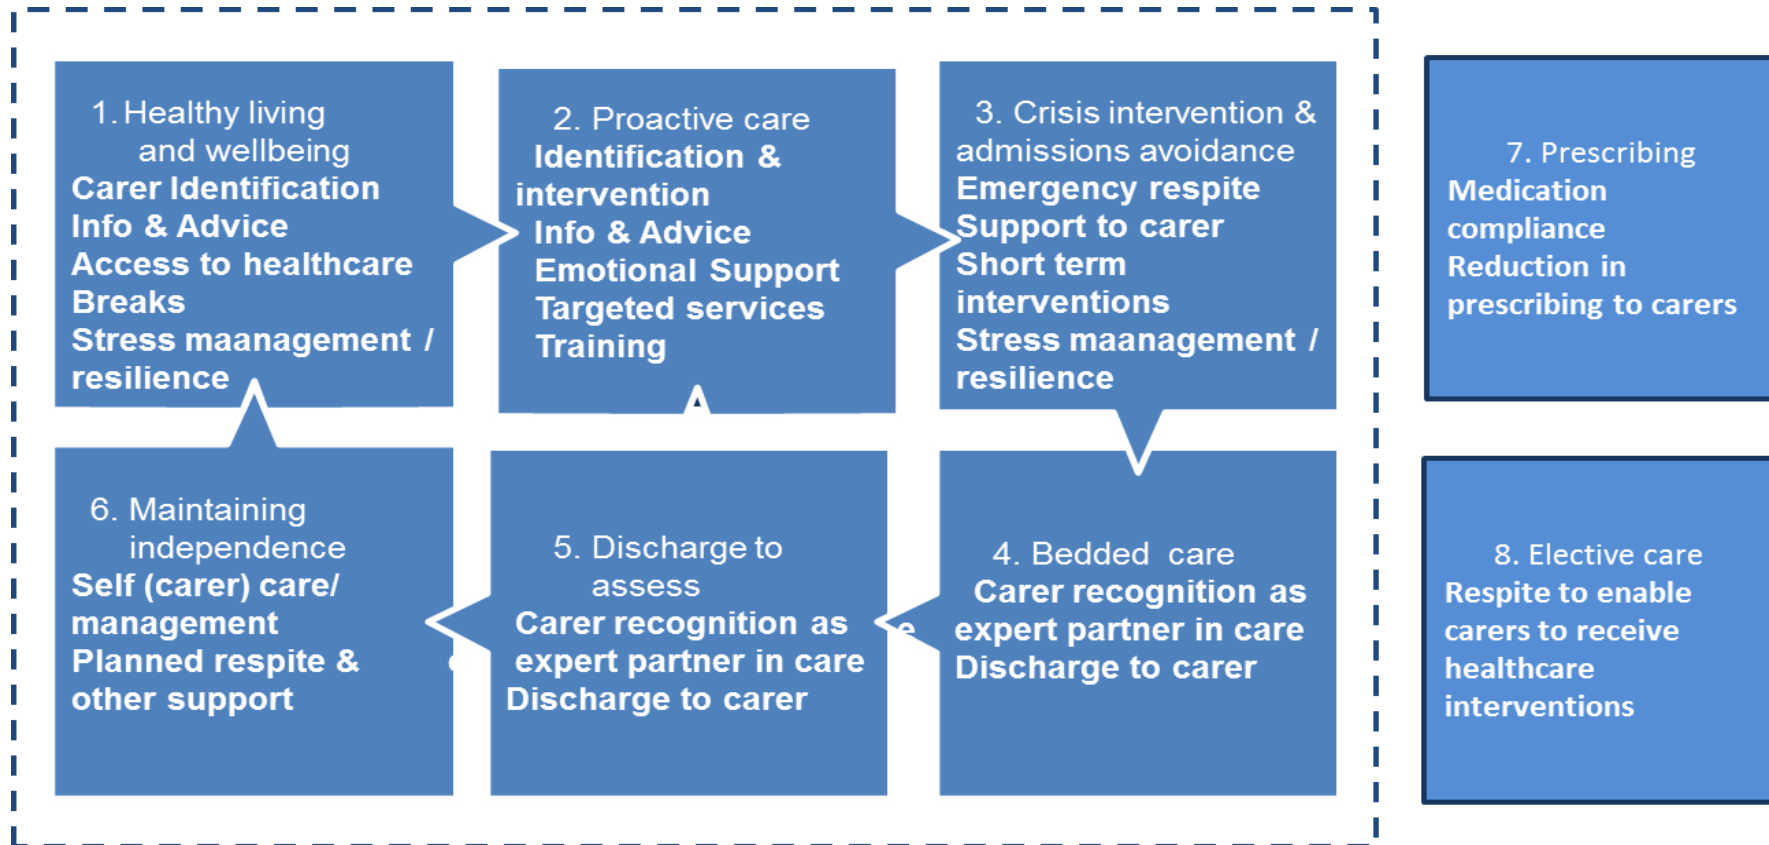 1. Healthy living
and wellbeing
Carer Identification
Info & Advice
Access to healthcare
Breaks
Stress maanagement /
resilience
2. Proactive care
Identification &
intervention
Info & Advice
Emotional Support
Targeted services
Training
3. Crisis intervention &
admissions avoidance
Emergency respite
Support to carer
Short term
interventions
Stress maanagement /
resilience
7. Prescribing
Medication
compliance
Reduction in
prescribing to carers
6. Maintaining
independence
Self (carer) care/
management
Planned respite &
other support
5. Discharge to
assess
Carer recognition as
expert partner in care
Discharge to carer
4. Bedded  care
Carer recognition as
expert partner in care
Discharge to carer
8. Elective care
Respite to enable
carers to receive
healthcare
interventions